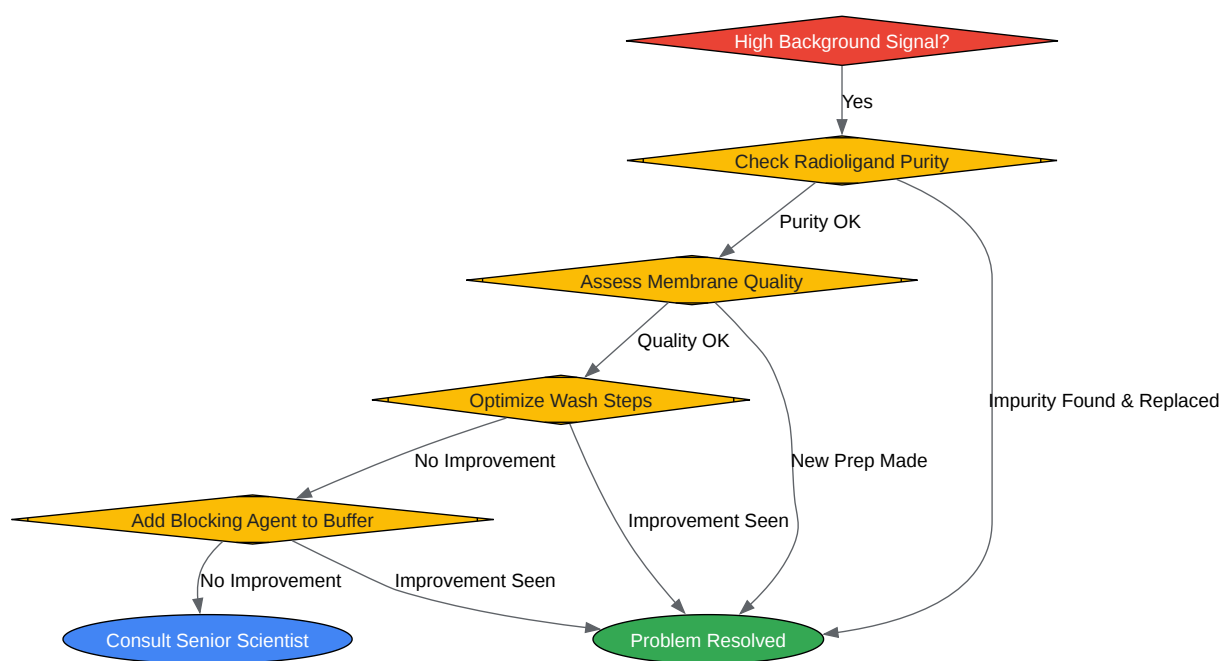 High Background Signal?
Yes
Check Radioligand Purity
Purity OK
Assess Membrane Quality
Quality OK
Optimize Wash Steps
Impurity Found & Replaced
No Improvement
New Prep Made
Add Blocking Agent to Buffer
Improvement Seen
No Improvement
Improvement Seen
Consult Senior Scientist
Problem Resolved